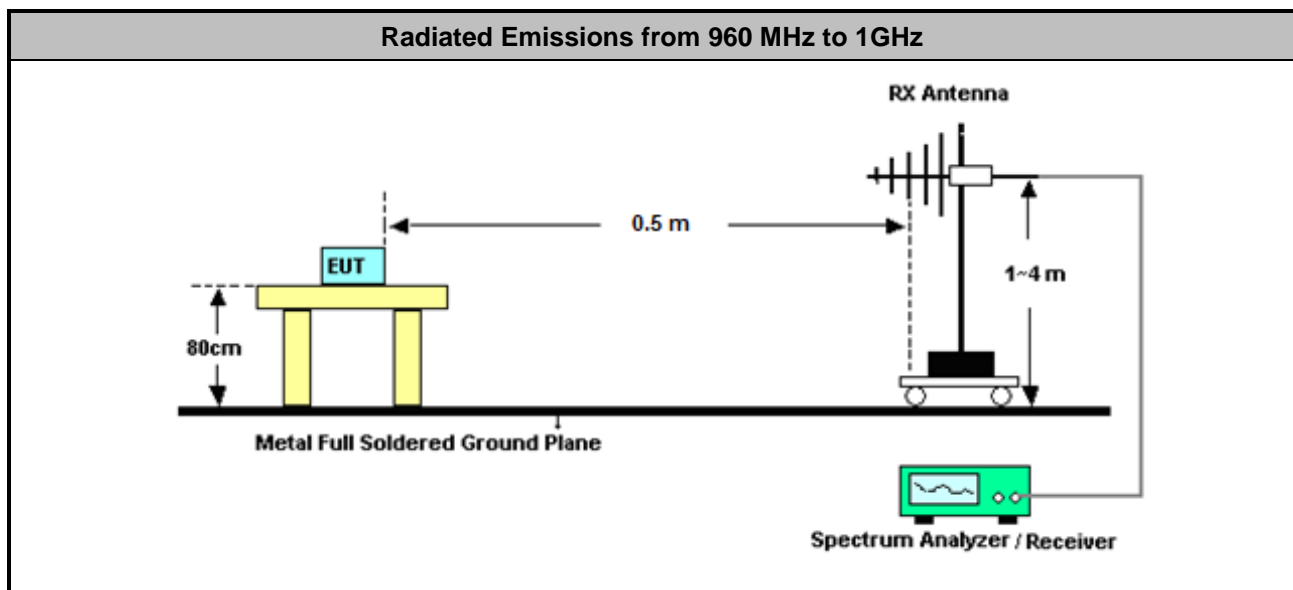 Radiated Emissions from 960 MHz to 1GHz
RX Antenna
0.5 m
EUT
1~4 m
80cm
Metal Full Soldered Ground Plane
Spectrum Analyzer / Receiver